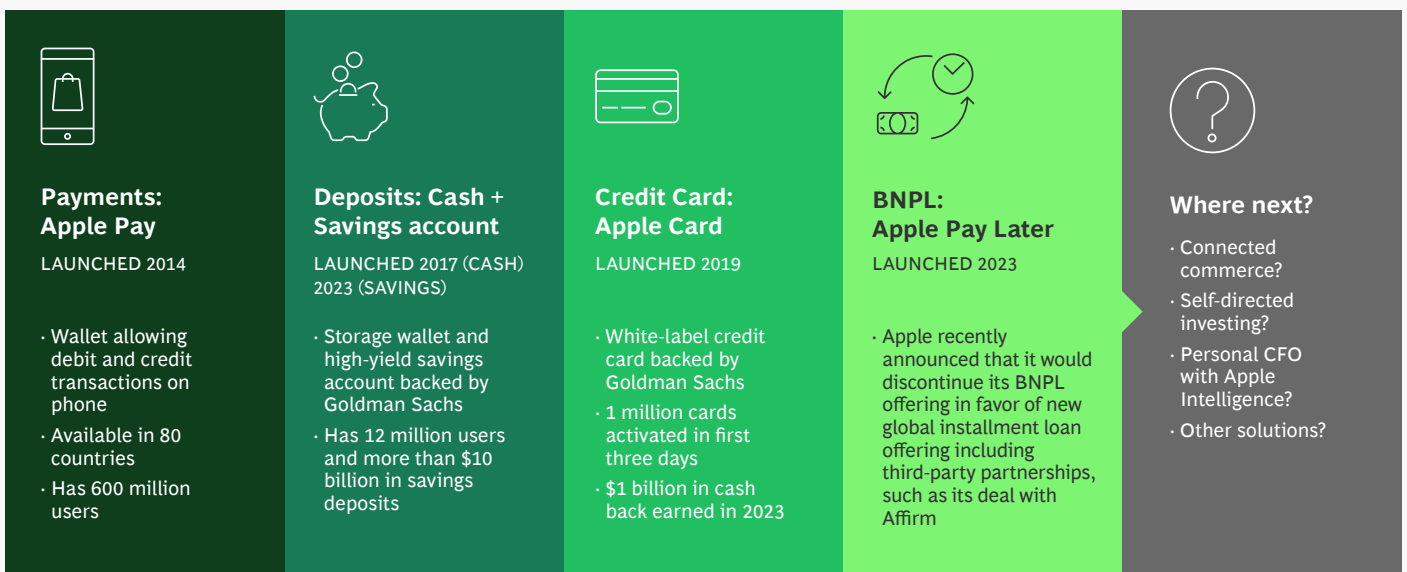 Payments:
Apple Pay
LAUNCHED 2014
· Wallet allowing
debit and credit
transactions on
phone
· Available in 80
countries
· Has 600 million
users
Deposits: Cash +
Savings account
LAUNCHED 2017 (CASH)
2023 (SAVINGS)
· Storage wallet and
high-yield savings
account backed by
Goldman Sachs
· Has 12 million users
and more than $10
billion in savings
deposits
Credit Card:
Apple Card
LAUNCHED 2019
· White-label credit
card backed by
Goldman Sachs
· 1 million cards
activated in first
three days
· $1 billion in cash
back earned in 2023
BNPL:
Apple Pay Later
LAUNCHED 2023
· Apple recently
announced that it would
discontinue its BNPL
offering in favor of new
global installment loan
offering including
third-party partnerships,
such as its deal with
Affirm
Where next?
· Connected
commerce?
· Self-directed
investing?
· Personal CFO
with Apple
Intelligence?
· Other solutions?